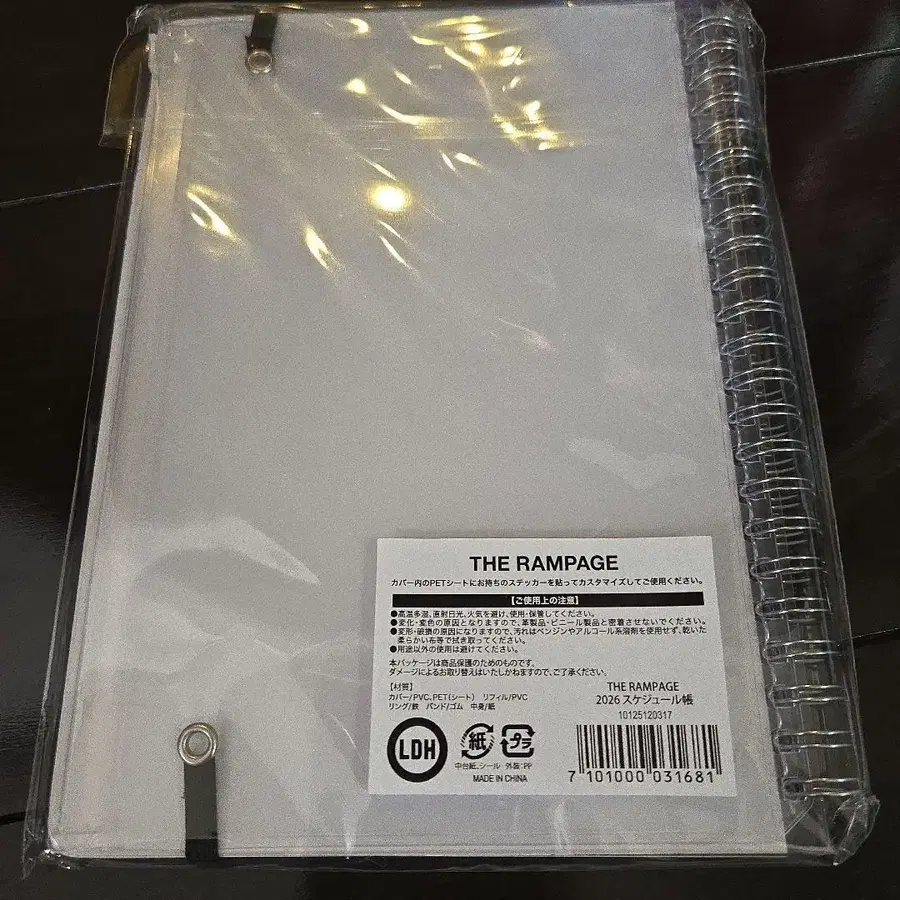 THE RAMPAGE
カバー内のPETシートにお持ちのステッカーを貼ってカスタマイズしてご使用ください。
【ご使用上の注意】
●高温多湿、直射日光、火気を避け、使用・保管してください。
●変化・変色の原因となりますので、革製品・ビニール製品と密着させないでください。
●変形・破損の原因になりますので、汚れはベンジンやアルコール系溶剤を使用せず、乾いた
柔らかい布等で拭き取ってください。
●用途以外の使用は避けてください。
本パッケージは商品保護のためのものです。
ダメージによるお取り替えはいたしかねますので、ご了承ください。
【材質】
カバー/PVC、PET(シート) リフィル/PVC
リング/鉄 バンド/ゴム 中身/紙
THE RAMPAGE
2026 スケジュール帳
10125120317
LDH
紙
プラ
中台紙、シール 外装:PP
MADE IN CHINA
7 101000 031681